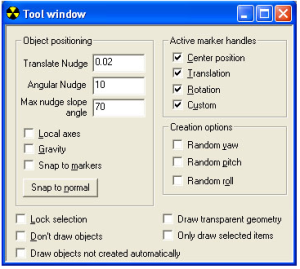 Tool window
Object positioning
Translate Nudge 0.02
Angular Nudge 10
Max nudge slope
angle 70
Local axes
Gravity
Snap to markers
Snap to normal
Active marker handles
Center position
Translation
Rotation
Custom
Creation options
Random yaw
Random pitch
Random roll
Lock selection
Don't draw objects
Draw objects not created automatically
Draw transparent geometry
Only draw selected items